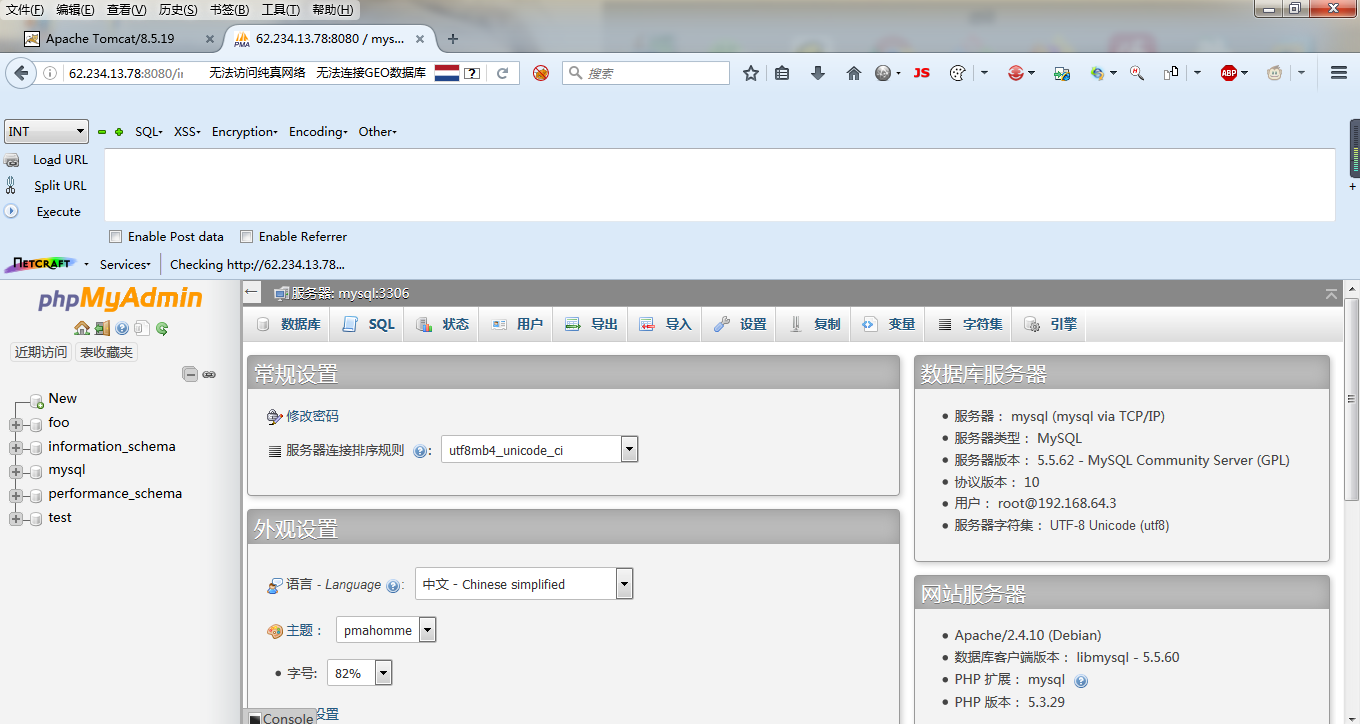 文件(F) 编辑(E) 查看(V) 历史(S) 书签(B) 工具(T) 帮助(H)
Apache Tomcat/8.5.19
62.234.13.78:8080 / mys...
62.234.13.78:8080/ii 无法访问纯真网络 无法连接GEO数据库
搜索
JS
ABP
INT
SQL XSS Encryption Encoding Other
Load URL
Split URL
Execute
Enable Post data Enable Referrer
NETCRAFT Services Checking http://62.234.13.78...
phpMyAdmin
近期访问 表收藏夹
New
foo
information_schema
mysql
performance_schema
test
服务器: mysql:3306
数据库 SQL 状态 用户 导出 导入 设置 复制 变量 字符集 引擎
常规设置
修改密码
服务器连接排序规则 : utf8mb4_unicode_ci
外观设置
语言 - Language : 中文 - Chinese simplified
主题： pmahomme
字号: 82%
设置
Console
数据库服务器
服务器： mysql (mysql via TCP/IP)
服务器类型： MySQL
服务器版本： 5.5.62 - MySQL Community Server (GPL)
协议版本： 10
用户： root@192.168.64.3
服务器字符集： UTF-8 Unicode (utf8)
网站服务器
Apache/2.4.10 (Debian)
数据库客户端版本： libmysql - 5.5.60
PHP 扩展： mysql
PHP 版本： 5.3.29